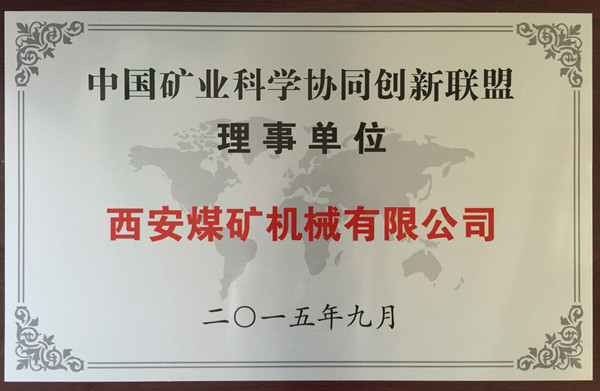 中国矿业科学协同创新联盟
理事单位
西安煤矿机械有限公司
二〇一五年九月